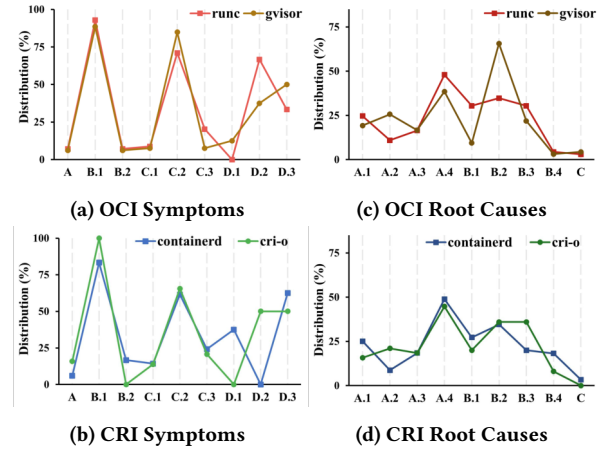 runc gvisor
Distribution (%)
100
75
50
25
0
A B.1 B.2 C.1 C.2 C.3 D.1 D.2 D.3
(a) OCI Symptoms
runc gvisor
Distribution (%)
75
50
25
0
A.1 A.2 A.3 A.4 B.1 B.2 B.3 B.4 C
(c) OCI Root Causes
containerd cri-o
Distribution (%)
100
75
50
25
0
A B.1 B.2 C.1 C.2 C.3 D.1 D.2 D.3
(b) CRI Symptoms
containerd cri-o
Distribution (%)
75
50
25
0
A.1 A.2 A.3 A.4 B.1 B.2 B.3 B.4 C
(d) CRI Root Causes